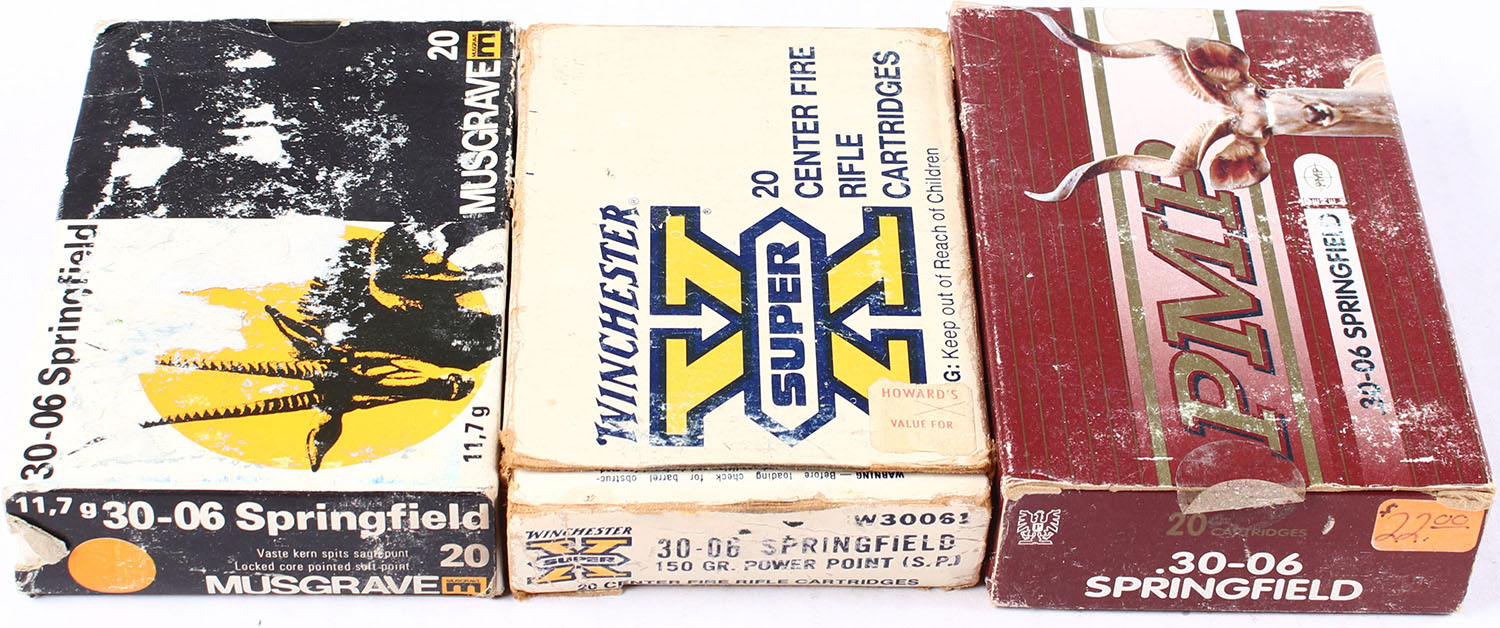 20
MUSGRAVE m
30-06 Springfield
11,7 g
11,7 g 30-06 Springfield
Vaste kern spits sagtepunt
Locked core pointed soft point
20
MUSGRAVE m
20
CENTER FIRE
RIFLE
CARTRIDGES
WINCHESTER®
SUPER X ®
G: Keep out of Reach of Children
HOWARD'S
VALUE FOR
WARNING — Before loading check for barrel obstruc-
WINCHESTER
SUPER X
W30061
30-06 SPRINGFIELD
150 GR. POWER POINT (S.P.)
20 CENTER FIRE RIFLE CARTRIDGES
PMP
PMP
30-06 SPRINGFIELD
20 CARTRIDGES
$22.00
.30-06
SPRINGFIELD